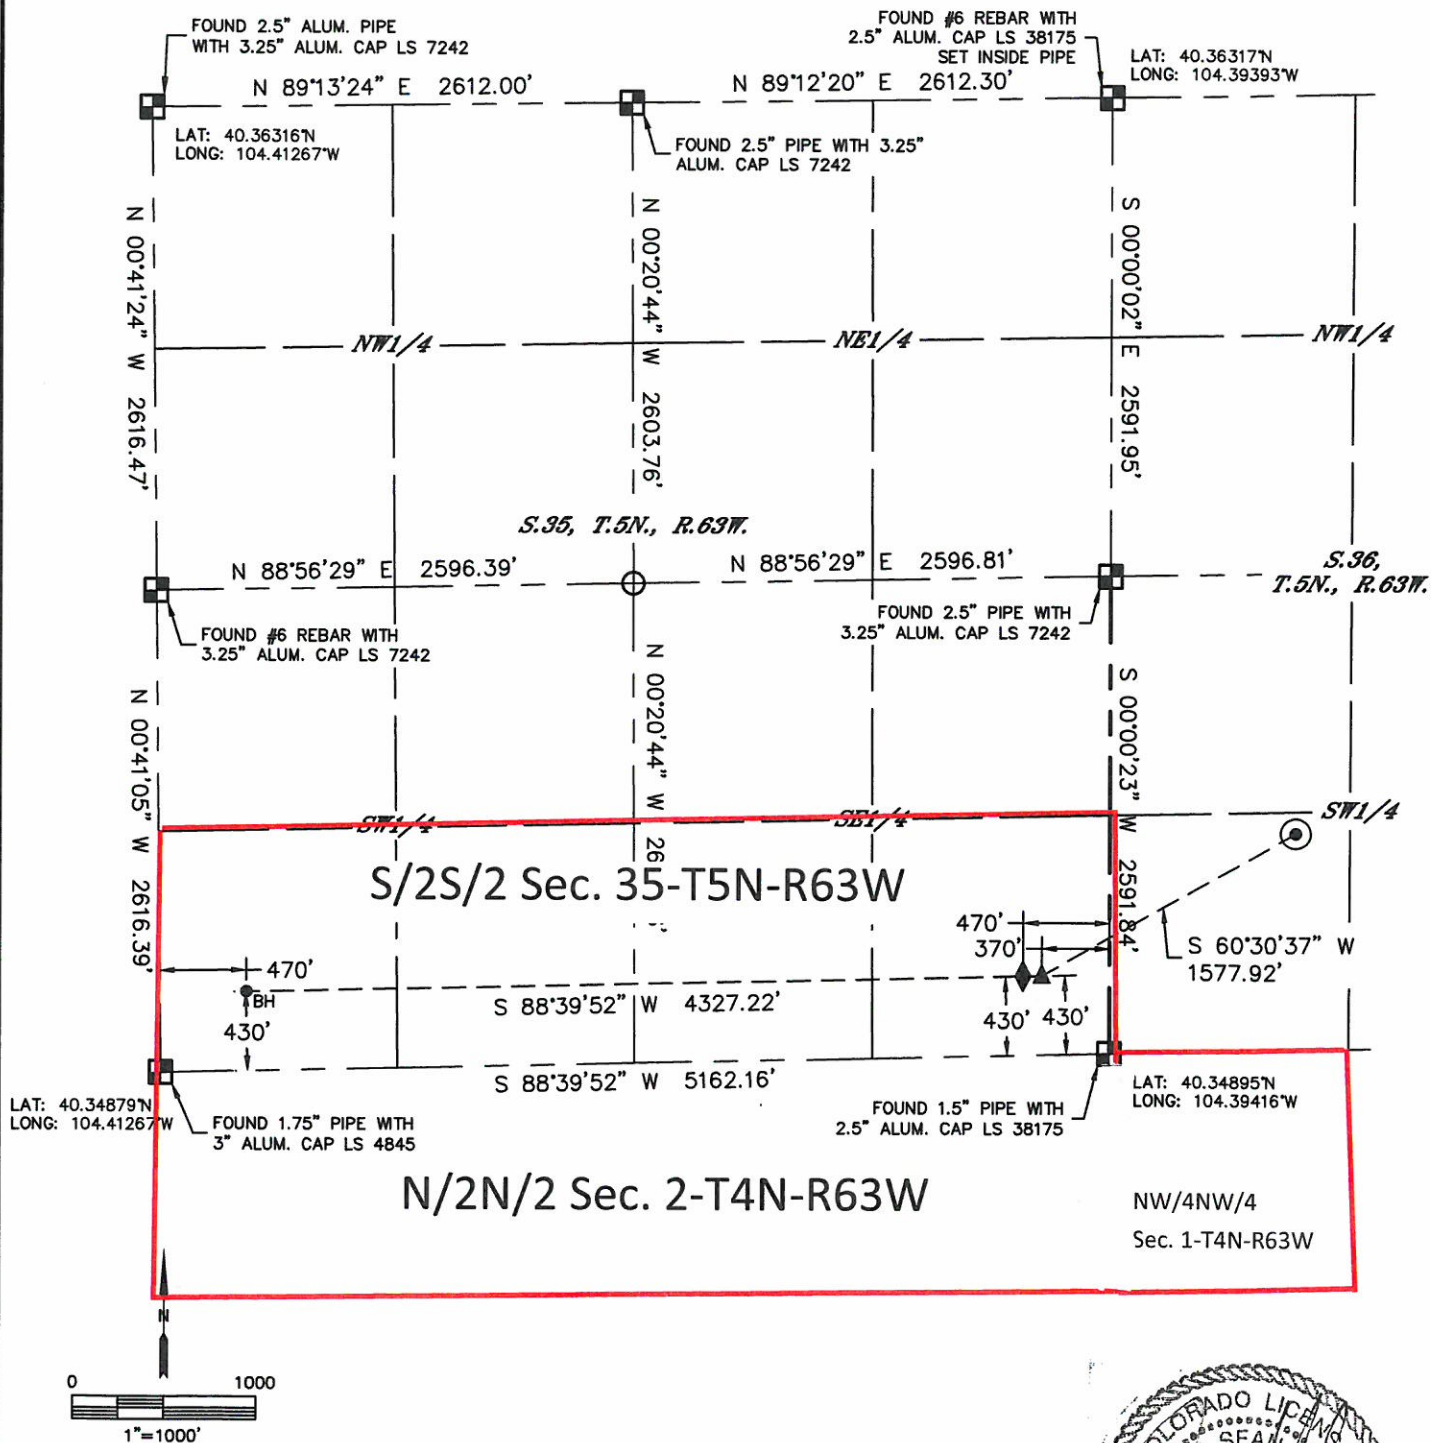 FOUND 2.5" ALUM. PIPE
WITH 3.25" ALUM. CAP LS 7242
FOUND #6 REBAR WITH
2.5" ALUM. CAP LS 38175
SET INSIDE PIPE
LAT: 40.36317°N
LONG: 104.39393°W
N 89°13'24" E 2612.00'
N 89°12'20" E 2612.30'
LAT: 40.36316°N
LONG: 104.41267°W
FOUND 2.5" PIPE WITH 3.25"
ALUM. CAP LS 7242
N 00°41'24" W 2616.47'
N 00°20'44" W 2603.76'
S 00°00'02" E 2591.95'
NW1/4
NE1/4
NW1/4
S.35, T.5N., R.63W.
N 88°56'29" E 2596.39'
N 88°56'29" E 2596.81'
S.36,
T.5N., R.63W.
FOUND #6 REBAR WITH
3.25" ALUM. CAP LS 7242
FOUND 2.5" PIPE WITH
3.25" ALUM. CAP LS 7242
N 00°41'05" W 2616.39'
N 00°20'44" W 26
S 00°00'23" W 2591.84'
SW1/4
SE1/4
SW1/4
S/2S/2 Sec. 35-T5N-R63W
470'
370'
S 60°30'37" W
1577.92'
470'
BH
S 88°39'52" W 4327.22'
430'
430'
430'
S 88°39'52" W 5162.16'
LAT: 40.34879°N
LONG: 104.41267°W
FOUND 1.75" PIPE WITH
3" ALUM. CAP LS 4845
FOUND 1.5" PIPE WITH
2.5" ALUM. CAP LS 38175
LAT: 40.34895°N
LONG: 104.39416°W
N/2N/2 Sec. 2-T4N-R63W
NW/4NW/4
Sec. 1-T4N-R63W
N
0 1000
1"=1000'